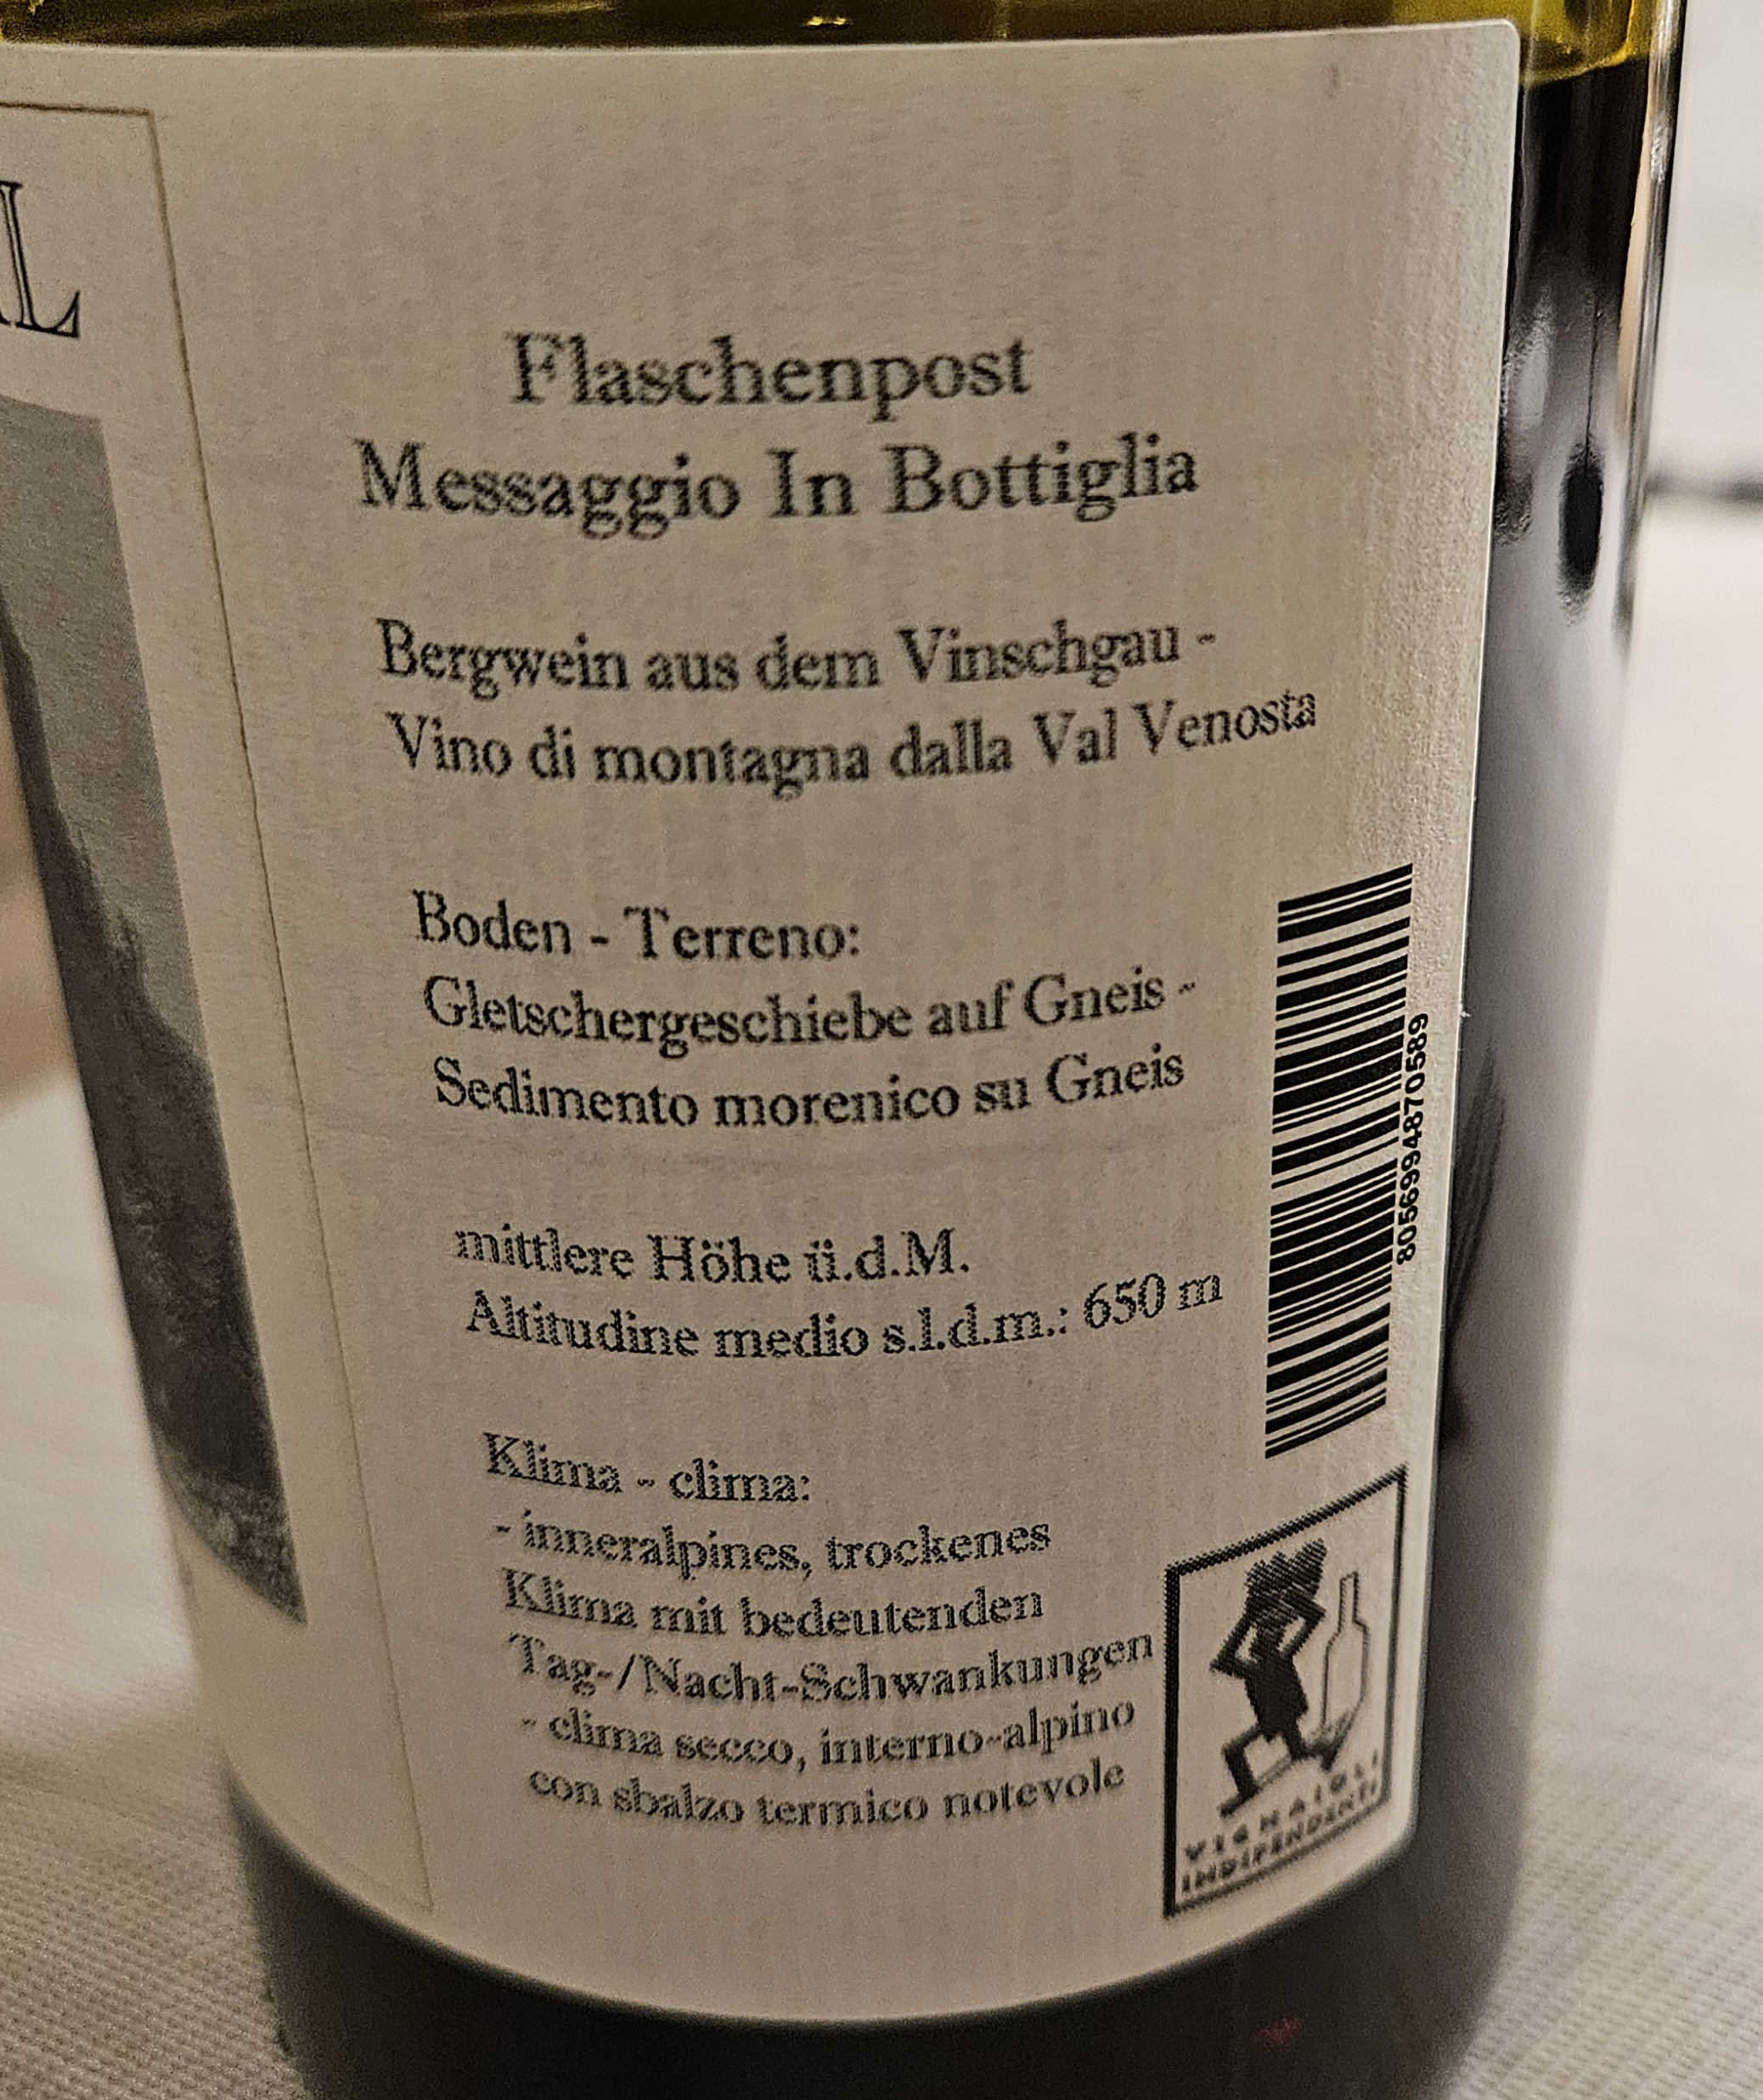 L
Flaschenpost
Messaggio In Bottiglia
Bergwein aus dem Vinschgau -
Vino di montagna dalla Val Venosta
Boden - Terreno:
Gletschergeschiebe auf Gneis -
Sedimento morenico su Gneis
mittlere Höhe ü.d.M.
Altitudine medio s.l.d.m.: 650 m
Klima - clima:
- inneralpines, trockenes
Klima mit bedeutenden
Tag-/Nacht-Schwankungen
- clima secco, interno-alpino
con sbalzo termico notevole
8056994870589
VIGNAIOLI
INDIPENDENTI